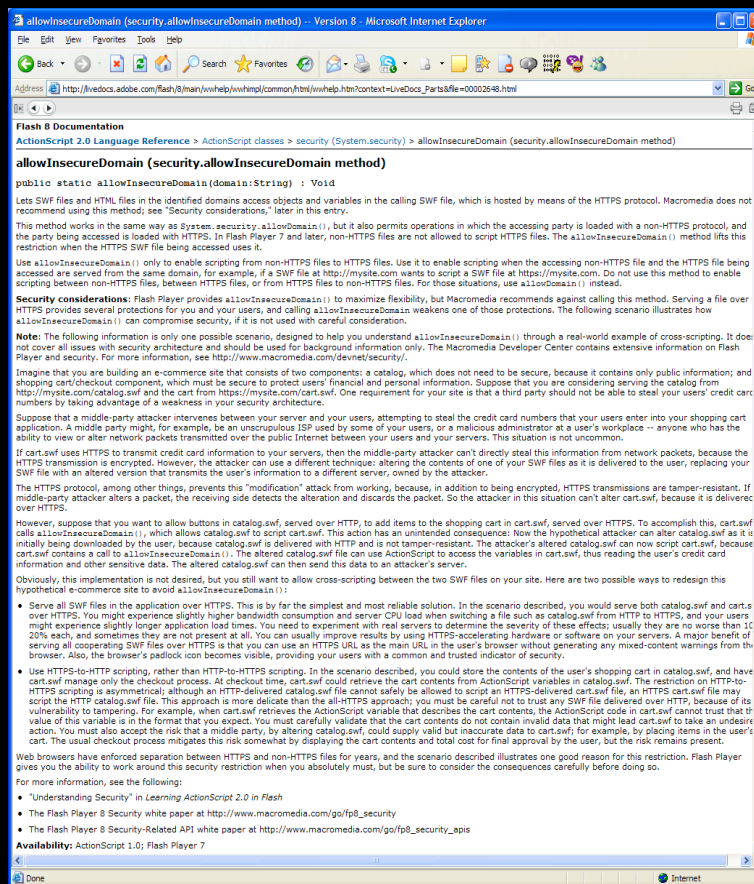 allowInsecureDomain (security.allowInsecureDomain method) -- Version 8 - Microsoft Internet Explorer
File Edit View Favorites Tools Help
Back Search Favorites
Address http://livedocs.adobe.com/flash/8/main/wwhelp/wwhimpl/common/html/wwhelp.htm?context=LiveDocs_Parts&file=00002648.html Go
Flash 8 Documentation
ActionScript 2.0 Language Reference > ActionScript classes > security (System.security) > allowInsecureDomain (security.allowInsecureDomain method)
allowInsecureDomain (security.allowInsecureDomain method)
public static allowInsecureDomain(domain:String) : Void
Lets SWF files and HTML files in the identified domains access objects and variables in the calling SWF file, which is hosted by means of the HTTPS protocol. Macromedia does not
recommend using this method; see "Security considerations," later in this entry.
This method works in the same way as System.security.allowDomain(), but it also permits operations in which the accessing party is loaded with a non-HTTPS protocol, and
the party being accessed is loaded with HTTPS. In Flash Player 7 and later, non-HTTPS files are not allowed to script HTTPS files. The allowInsecureDomain() method lifts this
restriction when the HTTPS SWF file being accessed uses it.
Use allowInsecureDomain() only to enable scripting from non-HTTPS files to HTTPS files. Use it to enable scripting when the accessing non-HTTPS file and the HTTPS file being
accessed are served from the same domain, for example, if a SWF file at http://mysite.com wants to script a SWF file at https://mysite.com. Do not use this method to enable
scripting between non-HTTPS files, between HTTPS files, or from HTTPS files to non-HTTPS files. For those situations, use allowDomain() instead.
Security considerations: Flash Player provides allowInsecureDomain() to maximize flexibility, but Macromedia recommends against calling this method. Serving a file over
HTTPS provides several protections for you and your users, and calling allowInsecureDomain weakens one of those protections. The following scenario illustrates how
allowInsecureDomain() can compromise security, if it is not used with careful consideration.
Note: The following information is only one possible scenario, designed to help you understand allowInsecureDomain() through a real-world example of cross-scripting. It does
not cover all issues with security architecture and should be used for background information only. The Macromedia Developer Center contains extensive information on Flash
Player and security. For more information, see http://www.macromedia.com/devnet/security/.
Imagine that you are building an e-commerce site that consists of two components: a catalog, which does not need to be secure, because it contains only public information; and
shopping cart/checkout component, which must be secure to protect users' financial and personal information. Suppose that you are considering serving the catalog from
http://mysite.com/catalog.swf and the cart from https://mysite.com/cart.swf. One requirement for your site is that a third party should not be able to steal your users' credit card
numbers by taking advantage of a weakness in your security architecture.
Suppose that a middle-party attacker intervenes between your server and your users, attempting to steal the credit card numbers that your users enter into your shopping cart
application. A middle party might, for example, be an unscrupulous ISP used by some of your users, or a malicious administrator at a user's workplace -- anyone who has the
ability to view or alter network packets transmitted over the public Internet between your users and your servers. This situation is not uncommon.
If cart.swf uses HTTPS to transmit credit card information to your servers, then the middle-party attacker can't directly steal this information from network packets, because the
HTTPS transmission is encrypted. However, the attacker can use a different technique: altering the contents of one of your SWF files as it is delivered to the user, replacing your
SWF file with an altered version that transmits the user's information to a different server, owned by the attacker.
The HTTPS protocol, among other things, prevents this "modification" attack from working, because, in addition to being encrypted, HTTPS transmissions are tamper-resistant. If
middle-party attacker alters a packet, the receiving side detects the alteration and discards the packet. So the attacker in this situation can't alter cart.swf, because it is delivered
over HTTPS.
However, suppose that you want to allow buttons in catalog.swf, served over HTTP, to add items to the shopping cart in cart.swf, served over HTTPS. To accomplish this, cart.swf
calls allowInsecureDomain(), which allows catalog.swf to script cart.swf. This action has an unintended consequence: Now the hypothetical attacker can alter catalog.swf as it is
initially being downloaded by the user, because catalog.swf is delivered with HTTP and is not tamper-resistant. The attacker's altered catalog.swf can now script cart.swf, because
cart.swf contains a call to allowInsecureDomain(). The altered catalog.swf file can use ActionScript to access the variables in cart.swf, thus reading the user's credit card
information and other sensitive data. The altered catalog.swf can then send this data to an attacker's server.
Obviously, this implementation is not desired, but you still want to allow cross-scripting between the two SWF files on your site. Here are two possible ways to redesign this
hypothetical e-commerce site to avoid allowInsecureDomain():
• Serve all SWF files in the application over HTTPS. This is by far the simplest and most reliable solution. In the scenario described, you would serve both catalog.swf and cart.s
over HTTPS. You might experience slightly higher bandwidth consumption and server CPU load when switching a file such as catalog.swf from HTTP to HTTPS, and your users
might experience slightly longer application load times. You need to experiment with real servers to determine the severity of these effects; usually they are no worse than 10
20% each, and sometimes they are not present at all. You can usually improve results by using HTTPS-accelerating hardware or software on your servers. A major benefit of
serving all cooperating SWF files over HTTPS is that you can use an HTTPS URL as the main URL in the user's browser without generating any mixed-content warnings from the
browser. Also, the browser's padlock icon becomes visible, providing your users with a common and trusted indicator of security.
• Use HTTPS-to-HTTP scripting, rather than HTTP-to-HTTPS scripting. In the scenario described, you could store the contents of the user's shopping cart in catalog.swf, and have
cart.swf manage only the checkout process. At checkout time, cart.swf could retrieve the cart contents from ActionScript variables in catalog.swf. The restriction on HTTP-to-
HTTPS scripting is asymmetrical; although an HTTP-delivered catalog.swf file cannot safely be allowed to script an HTTPS-delivered cart.swf file, an HTTPS cart.swf file may
script the HTTP catalog.swf file. This approach is more delicate than the all-HTTPS approach; you must be careful not to trust any SWF file delivered over HTTP, because of its
vulnerability to tampering. For example, when cart.swf retrieves the ActionScript variable that describes the cart contents, the ActionScript code in cart.swf cannot trust that th
value of this variable is in the format that you expect. You must carefully validate that the cart contents do not contain invalid data that might lead cart.swf to take an undesire
action. You must also accept the risk that a middle party, by altering catalog.swf, could supply valid but inaccurate data to cart.swf; for example, by placing items in the user's
cart. The usual checkout process mitigates this risk somewhat by displaying the cart contents and total cost for final approval by the user, but the risk remains present.
Web browsers have enforced separation between HTTPS and non-HTTPS files for years, and the scenario described illustrates one good reason for this restriction. Flash Player
gives you the ability to work around this security restriction when you absolutely must, but be sure to consider the consequences carefully before doing so.
For more information, see the following:
• "Understanding Security" in Learning ActionScript 2.0 in Flash
• The Flash Player 8 Security white paper at http://www.macromedia.com/go/fp8_security
• The Flash Player 8 Security-Related API white paper at http://www.macromedia.com/go/fp8_security_apis
Availability: ActionScript 1.0; Flash Player 7
Done Internet